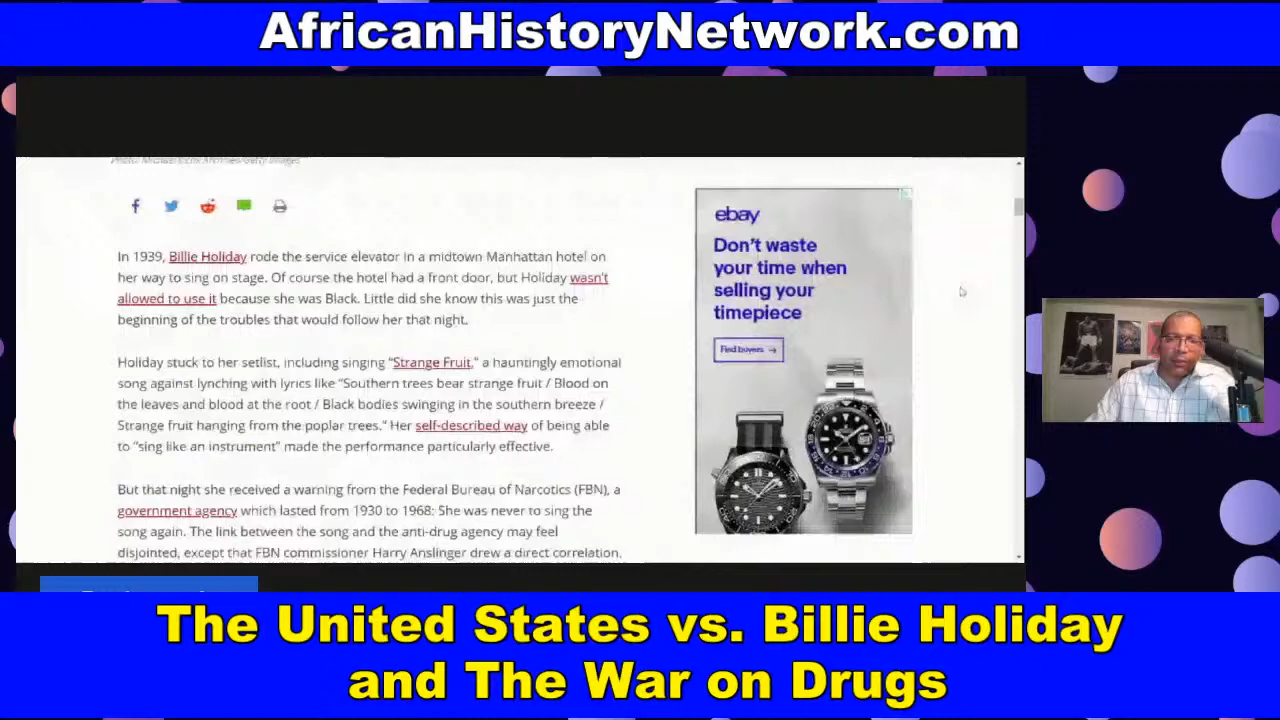 AfricanHistoryNetwork.com
Photo: Michael Ochs Archives/Getty Images
In 1939, Billie Holiday rode the service elevator in a midtown Manhattan hotel on
her way to sing on stage. Of course the hotel had a front door, but Holiday wasn't
allowed to use it because she was Black. Little did she know this was just the
beginning of the troubles that would follow her that night.
Holiday stuck to her setlist, including singing “Strange Fruit,” a hauntingly emotional
song against lynching with lyrics like “Southern trees bear strange fruit / Blood on
the leaves and blood at the root / Black bodies swinging in the southern breeze /
Strange fruit hanging from the poplar trees.” Her self-described way of being able
to “sing like an instrument” made the performance particularly effective.
But that night she received a warning from the Federal Bureau of Narcotics (FBN), a
government agency which lasted from 1930 to 1968: She was never to sing the
song again. The link between the song and the anti-drug agency may feel
disjointed, except that FBN commissioner Harry Anslinger drew a direct correlation.
ebay
Don't waste
your time when
selling your
timepiece
Find buyers →
The United States vs. Billie Holiday
and The War on Drugs